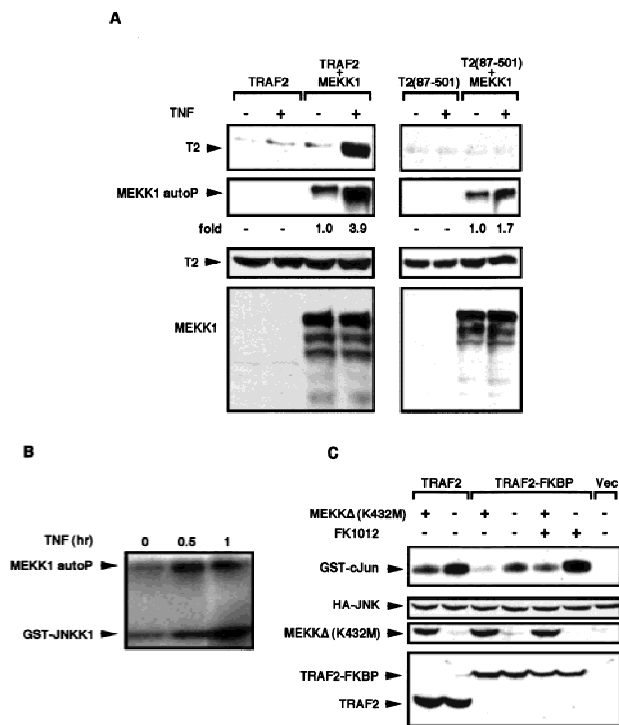 A
TRAF2 TRAF2 + MEKK1 T2(87-501) T2(87-501) + MEKK1
TNF - + - + - + - +
T2
MEKK1 autoP
fold - - 1.0 3.9 - - 1.0 1.7
T2
MEKK1
B
TNF (hr) 0 0.5 1
MEKK1 autoP
GST-JNKK1
C
TRAF2 TRAF2-FKBP Vec
MEKKΔ(K432M) + - + - + - -
FK1012 - - - - + + -
GST-cJun
HA-JNK
MEKKΔ(K432M)
TRAF2-FKBP
TRAF2